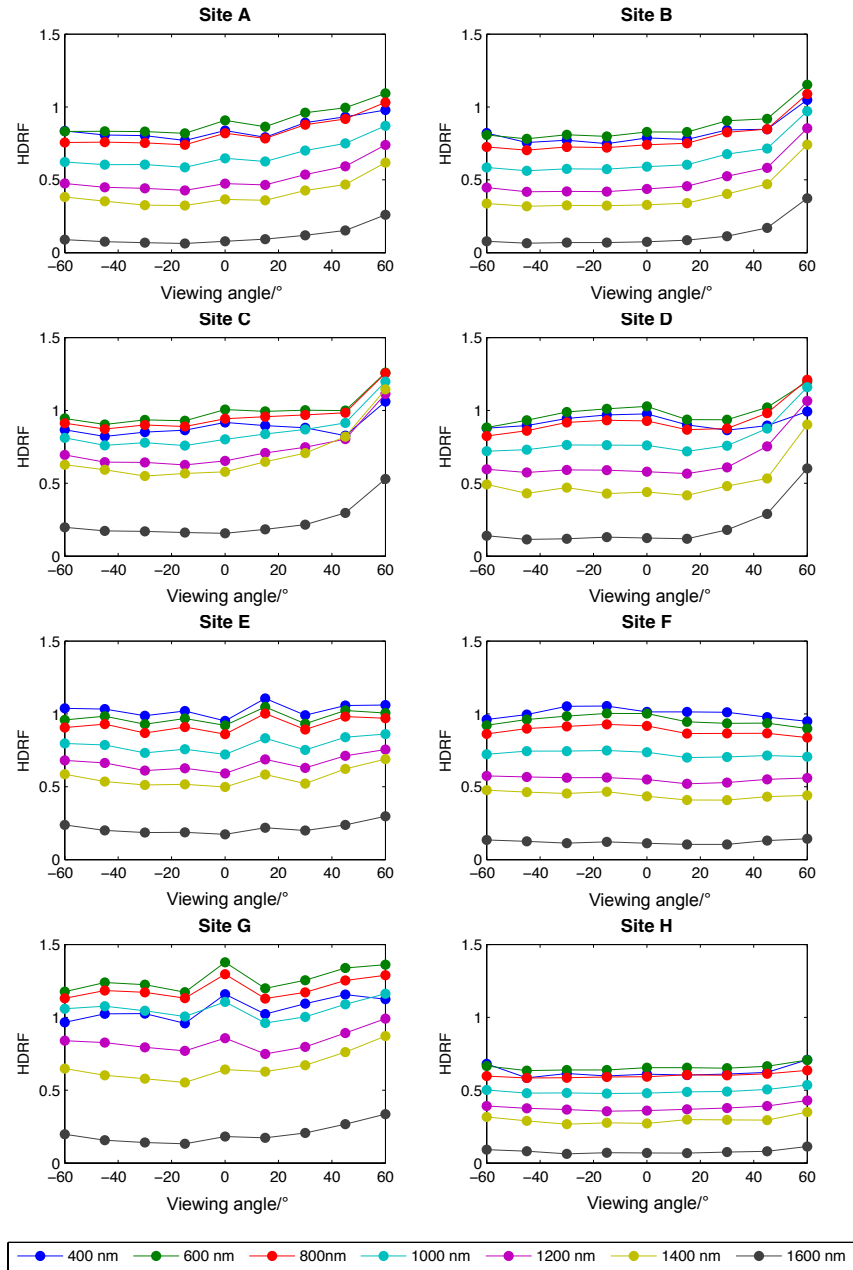 Site A
Site B
1.5
1
0.5
0
HDRF
−60
−40
−20
0
20
40
60
Viewing angle/°
1.5
1
0.5
0
HDRF
−60
−40
−20
0
20
40
60
Viewing angle/°
Site C
Site D
1.5
1
0.5
0
HDRF
−60
−40
−20
0
20
40
60
Viewing angle/°
1.5
1
0.5
0
HDRF
−60
−40
−20
0
20
40
60
Viewing angle/°
Site E
Site F
1.5
1
0.5
0
HDRF
−60
−40
−20
0
20
40
60
Viewing angle/°
1.5
1
0.5
0
HDRF
−60
−40
−20
0
20
40
60
Viewing angle/°
Site G
Site H
1.5
1
0.5
0
HDRF
−60
−40
−20
0
20
40
60
Viewing angle/°
1.5
1
0.5
0
HDRF
−60
−40
−20
0
20
40
60
Viewing angle/°
400 nm
600 nm
800nm
1000 nm
1200 nm
1400 nm
1600 nm